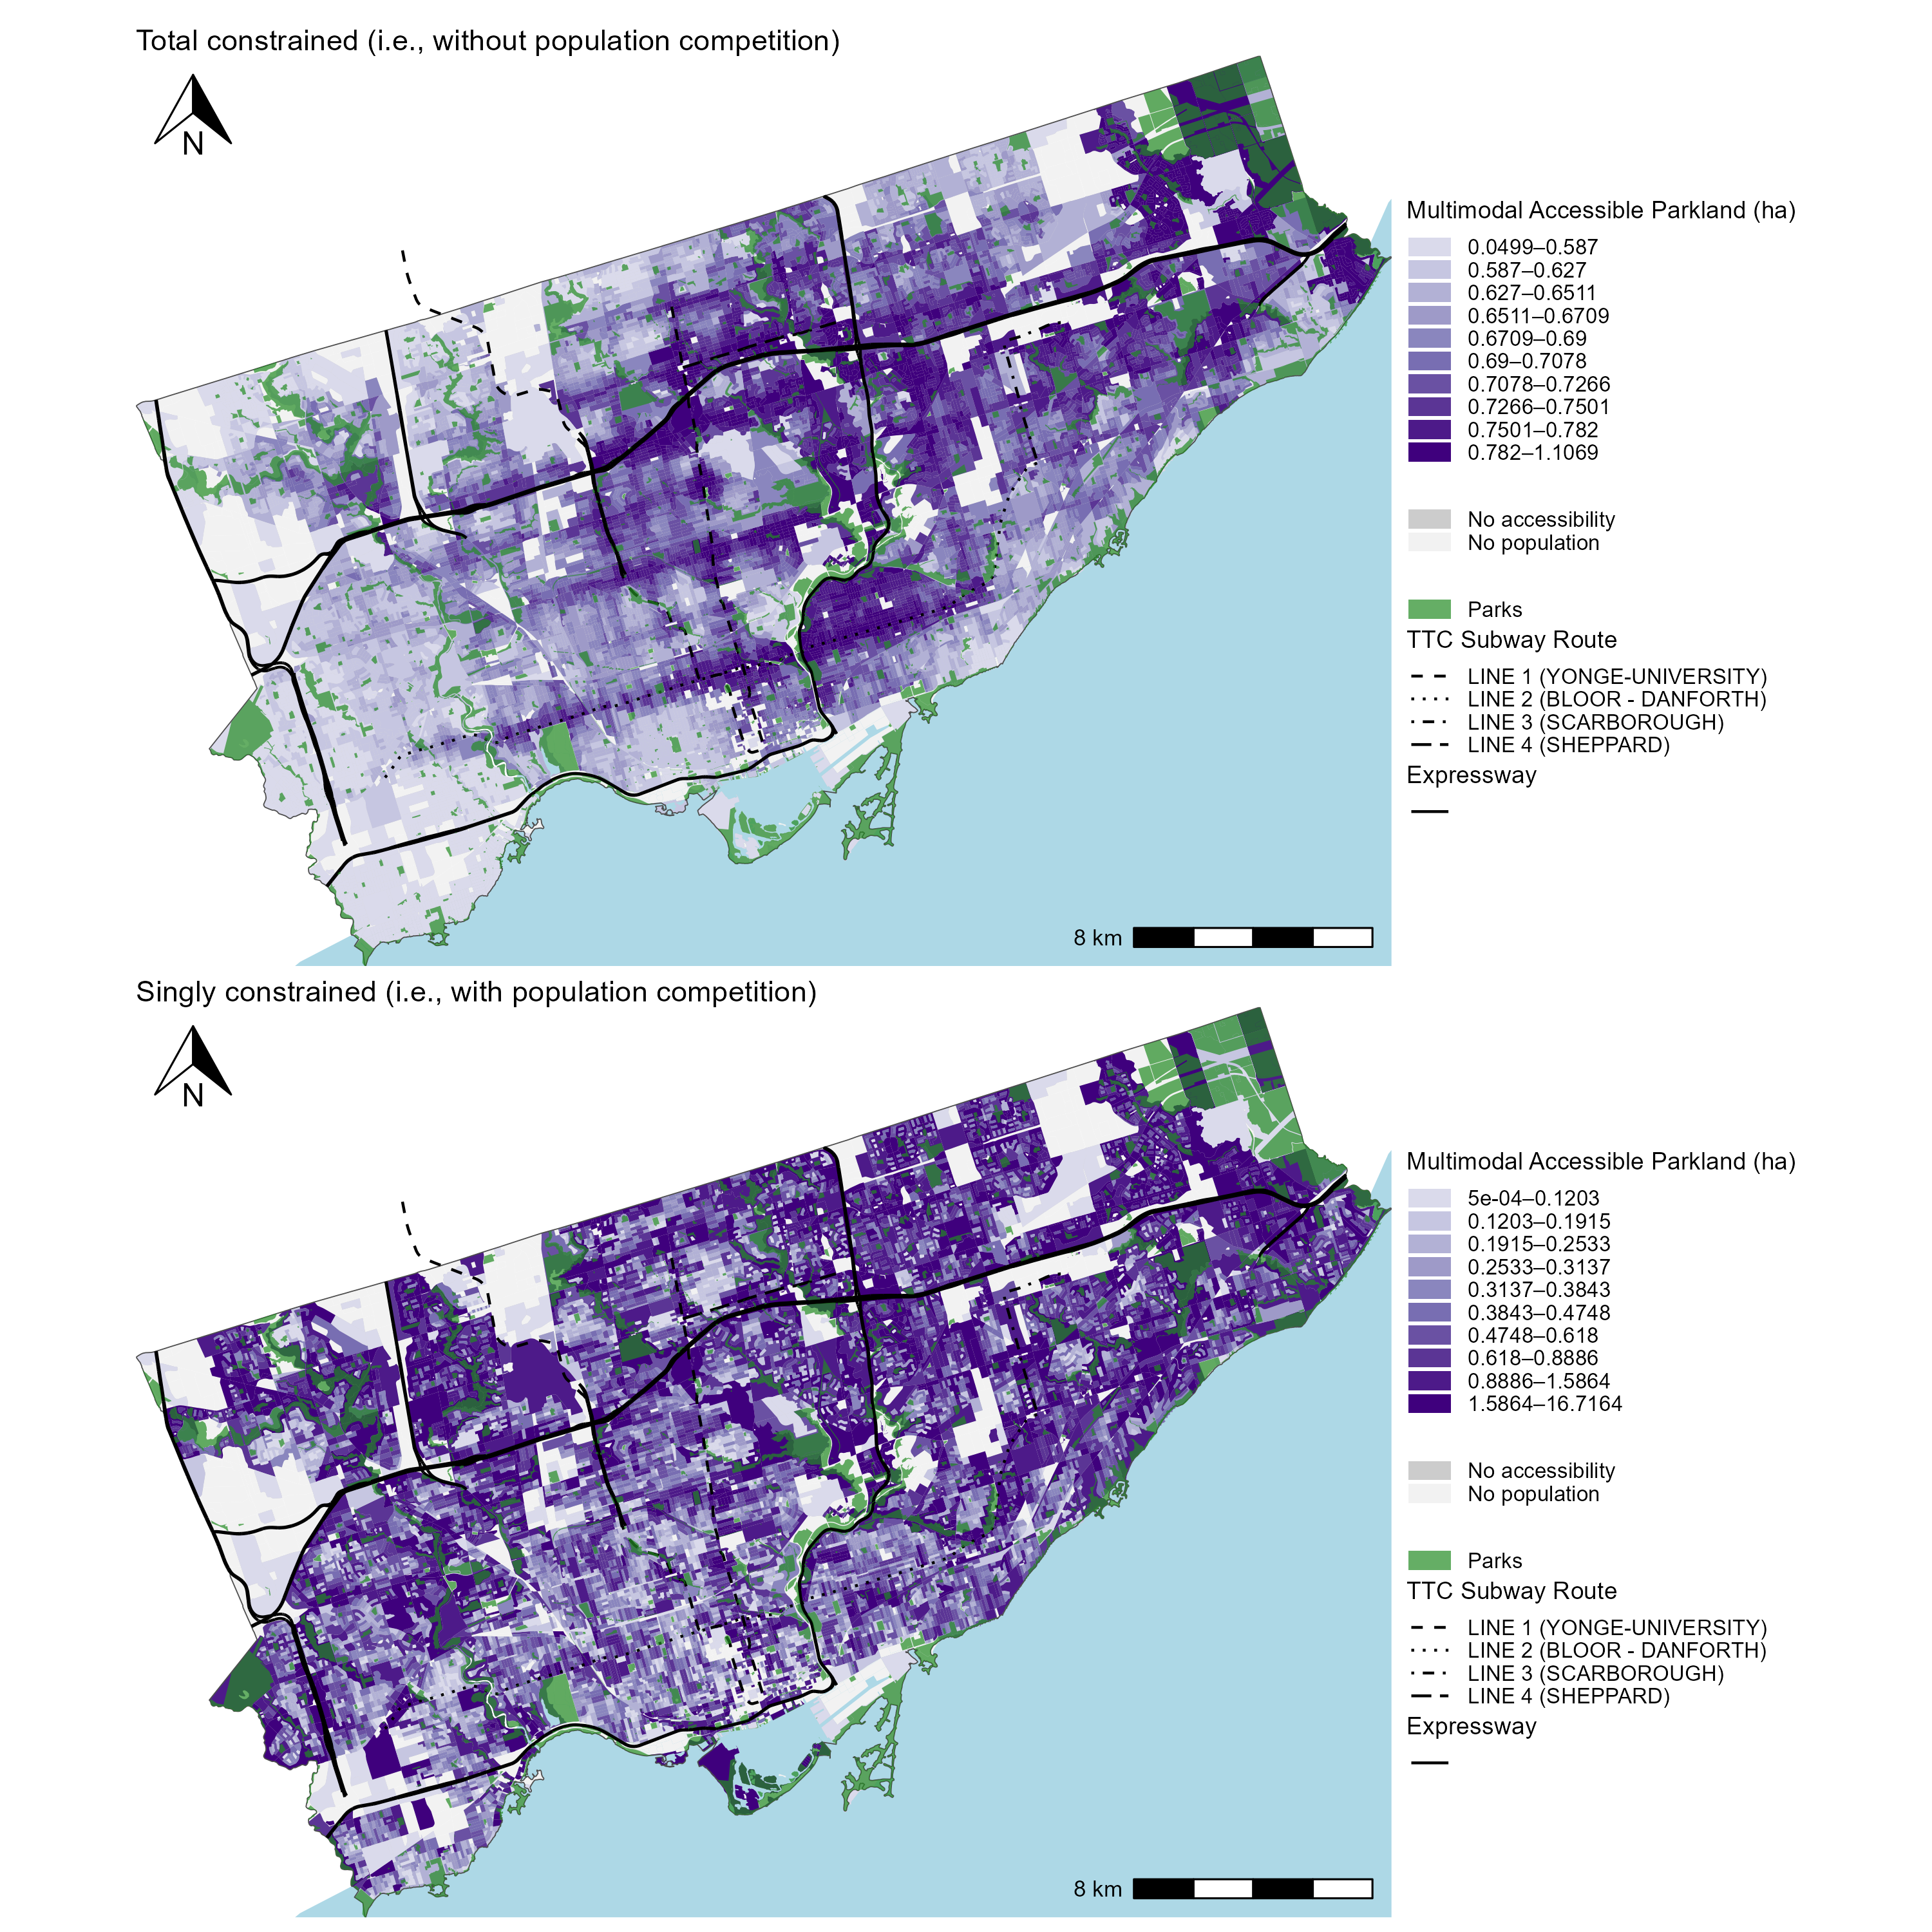 Total constrained (i.e., without population competition)
N
Multimodal Accessible Parkland (ha)
0.0499–0.587
0.587–0.627
0.627–0.6511
0.6511–0.6709
0.6709–0.69
0.69–0.7078
0.7078–0.7266
0.7266–0.7501
0.7501–0.782
0.782–1.1069
No accessibility
No population
Parks
TTC Subway Route
LINE 1 (YONGE-UNIVERSITY)
LINE 2 (BLOOR - DANFORTH)
LINE 3 (SCARBOROUGH)
LINE 4 (SHEPPARD)
Expressway
8 km
Singly constrained (i.e., with population competition)
N
Multimodal Accessible Parkland (ha)
5e-04–0.1203
0.1203–0.1915
0.1915–0.2533
0.2533–0.3137
0.3137–0.3843
0.3843–0.4748
0.4748–0.618
0.618–0.8886
0.8886–1.5864
1.5864–16.7164
No accessibility
No population
Parks
TTC Subway Route
LINE 1 (YONGE-UNIVERSITY)
LINE 2 (BLOOR - DANFORTH)
LINE 3 (SCARBOROUGH)
LINE 4 (SHEPPARD)
Expressway
8 km